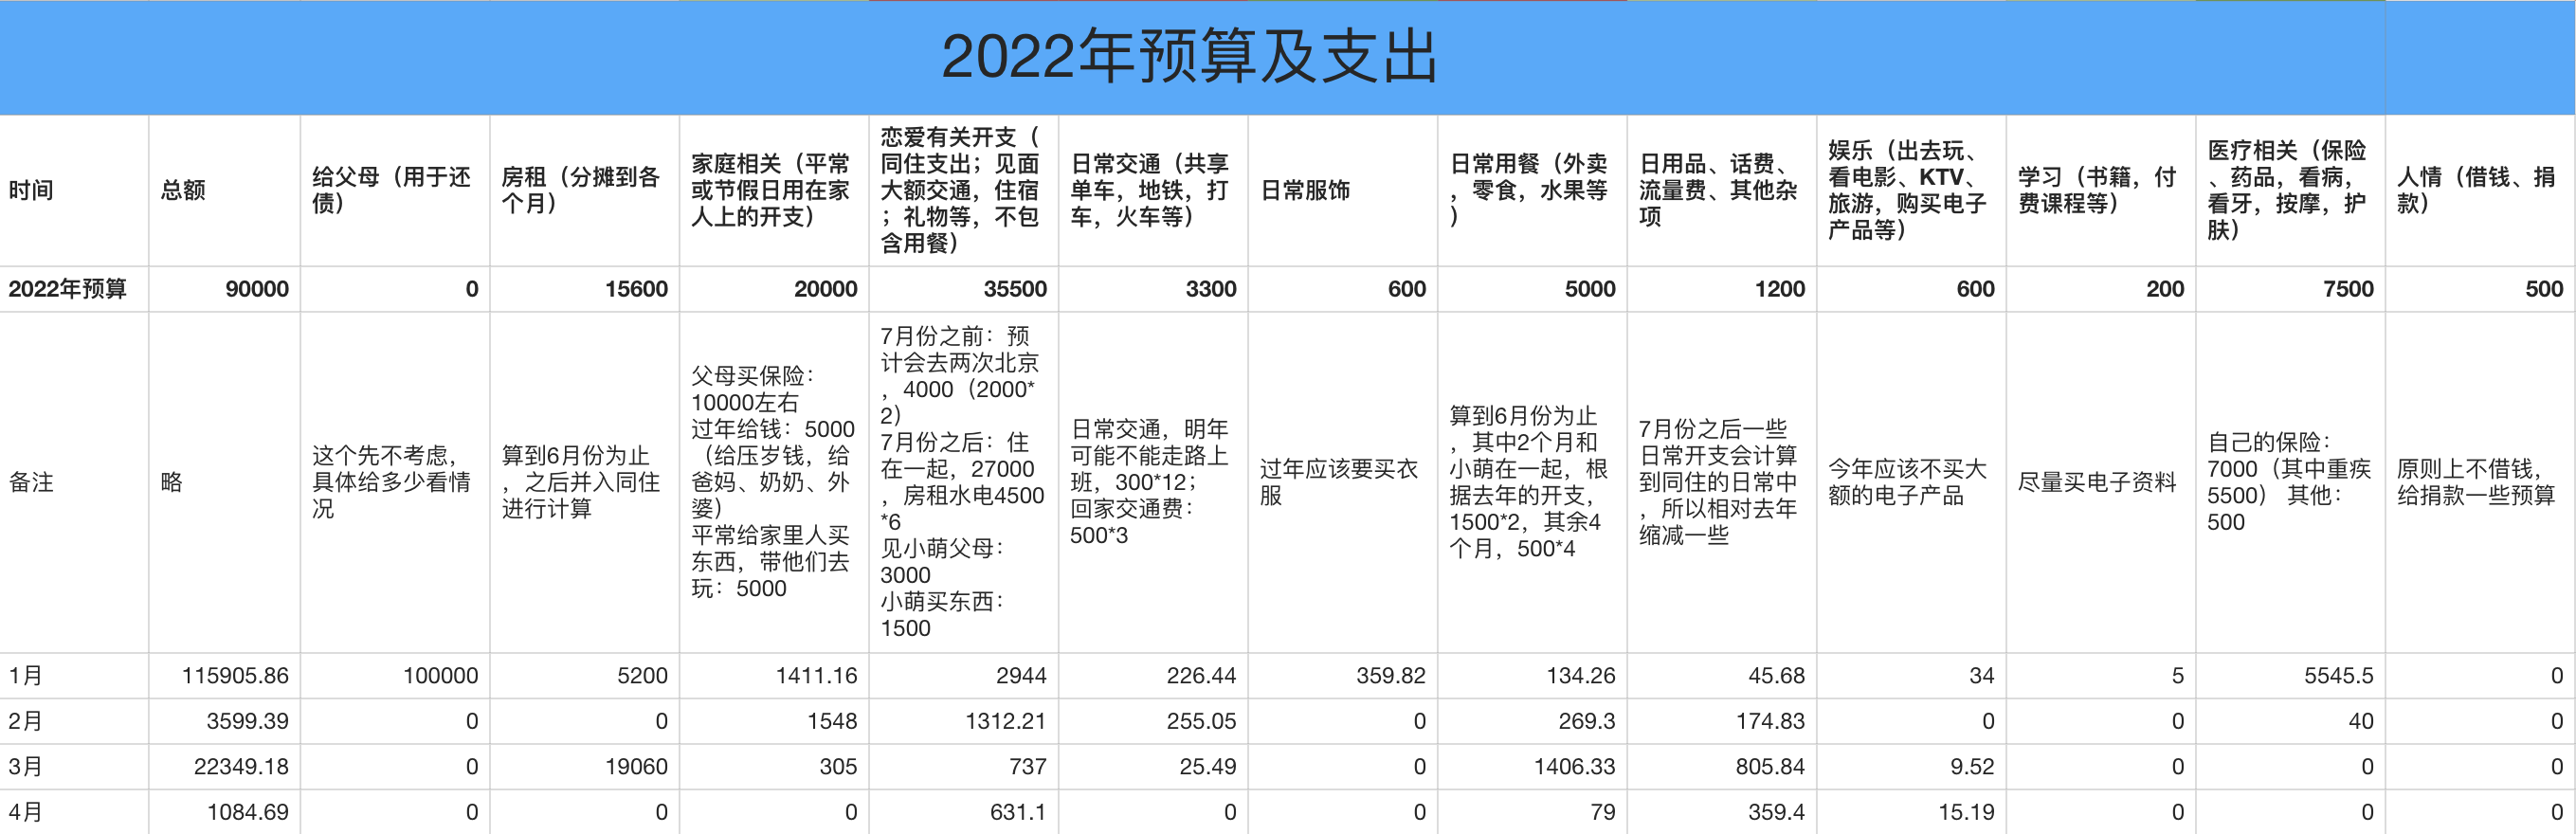 2022年预算及支出
时间
总额
给父母（用于还
债）
房租（分摊到各
个月）
家庭相关（平常
或节假日用在家
人上的开支）
恋爱有关开支（
同住支出；见面
大额交通，住宿
；礼物等，不包
含用餐）
日常交通（共享
单车，地铁，打
车，火车等）
日常服饰
日常用餐（外卖
，零食，水果等
）
日用品、话费、
流量费、其他杂
项
娱乐（出去玩、
看电影、KTV、
旅游，购买电子
产品等）
学习（书籍，付
费课程等）
医疗相关（保险
、药品，看病，
看牙，按摩，护
肤）
人情（借钱、捐
款）
2022年预算 90000 0 15600 20000 35500 3300 600 5000 1200 600 200 7500 500
备注
略
这个先不考虑，
具体给多少看情
况
算到6月份为止
，之后并入同住
进行计算
父母买保险：
10000左右
过年给钱：5000
（给压岁钱，给
爸妈、奶奶、外
婆）
平常给家里人买
东西，带他们去
玩：5000
7月份之前：预
计会去两次北京
，4000（2000*
2）
7月份之后：住
在一起，27000
，房租水电4500
*6
见小萌父母：
3000
小萌买东西：
1500
日常交通，明年
可能不能走路上
班，300*12；
回家交通费：
500*3
过年应该要买衣
服
算到6月份为止
，其中2个月和
小萌在一起，根
据去年的开支，
1500*2，其余4
个月，500*4
7月份之后一些
日常开支会计算
到同住的日常中
，所以相对去年
缩减一些
今年应该不买大
额的电子产品
尽量买电子资料
自己的保险：
7000（其中重疾
5500） 其他：
500
原则上不借钱，
给捐款一些预算
1月 115905.86 100000 5200 1411.16 2944 226.44 359.82 134.26 45.68 34 5 5545.5 0
2月 3599.39 0 0 1548 1312.21 255.05 0 269.3 174.83 0 0 40 0
3月 22349.18 0 19060 305 737 25.49 0 1406.33 805.84 9.52 0 0 0
4月 1084.69 0 0 0 631.1 0 0 79 359.4 15.19 0 0 0